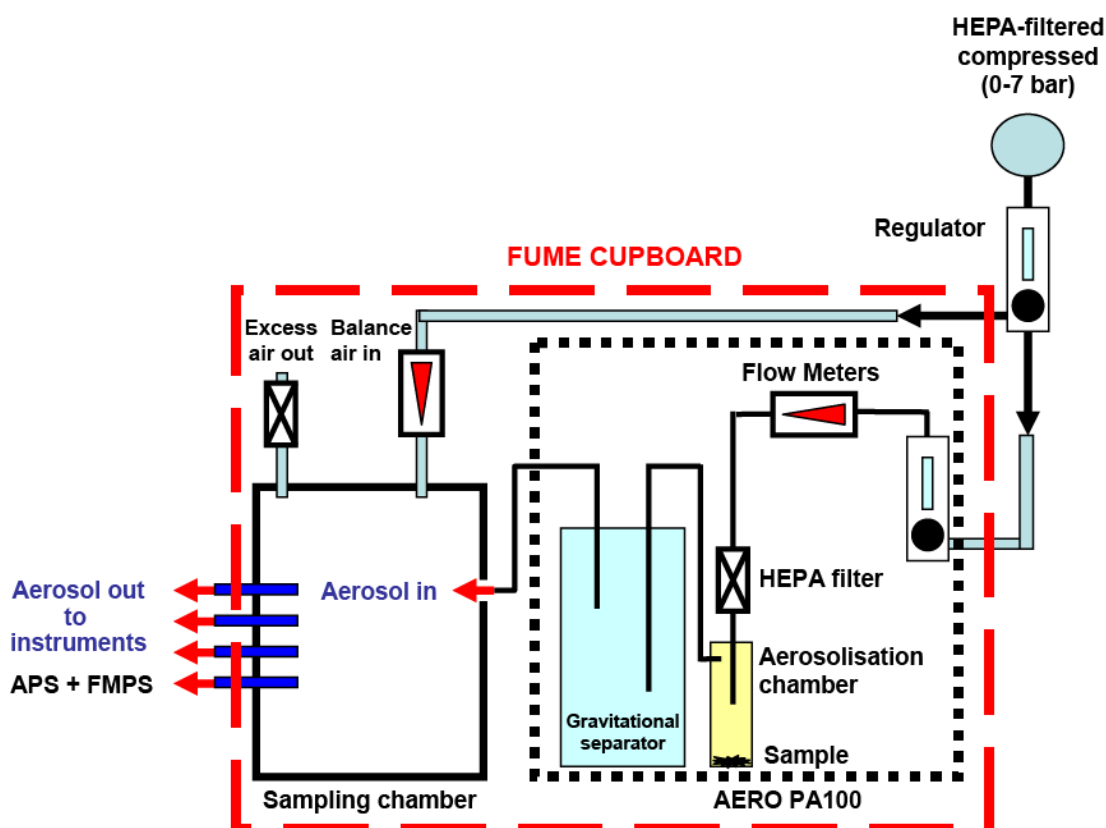 HEPA-filtered
compressed
(0-7 bar)
Regulator
FUME CUPBOARD
Excess
air out
Balance
air in
Flow Meters
HEPA filter
Aerosol out
to
instruments
APS + FMPS
Aerosol in
Aerosolisation
chamber
Gravitational
separator
Sample
Sampling chamber
AERO PA100